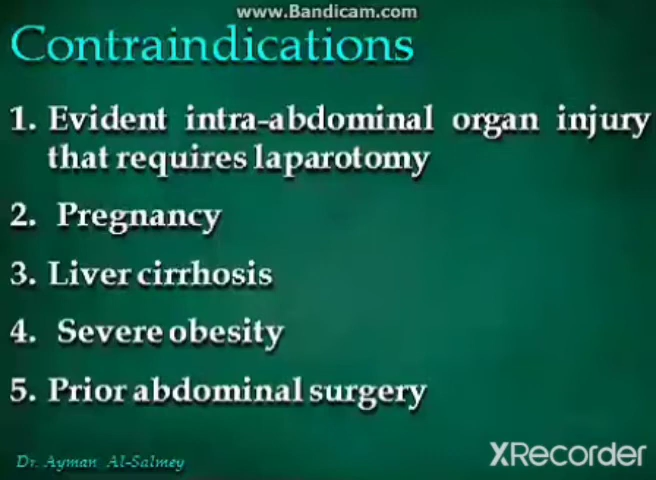 www.Bandicam.com
Contraindications
1. Evident intra-abdominal organ injury
that requires laparotomy
2. Pregnancy
3. Liver cirrhosis
4. Severe obesity
5. Prior abdominal surgery
Dr. Ayman Al-Salmey
XRecorder